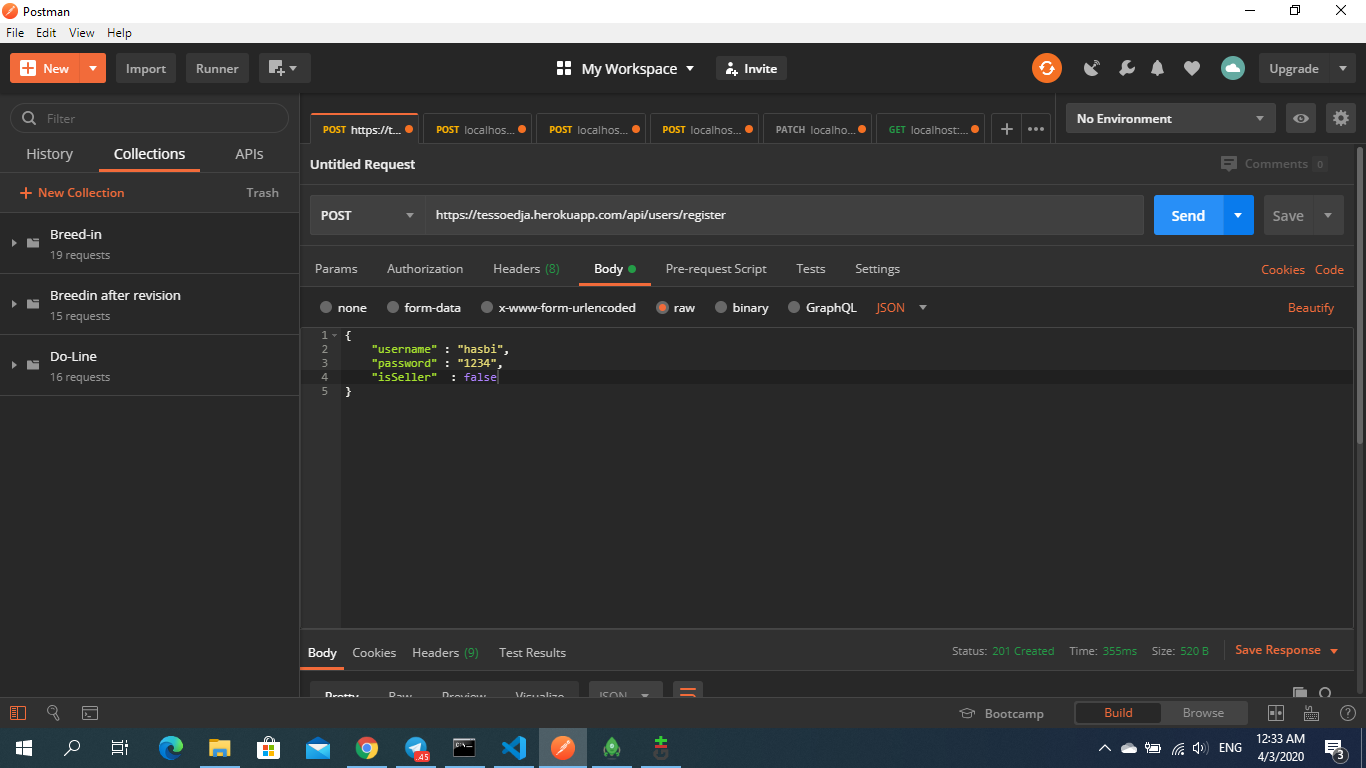 Postman
File Edit View Help
New Import Runner My Workspace Invite Upgrade
Filter
History Collections APIs
New Collection Trash
Breed-in
19 requests
Breedin after revision
15 requests
Do-Line
16 requests
POST https://t... POST localhos... POST localhos... POST localhos... PATCH localho... GET localhost:...
No Environment
Untitled Request
Comments 0
POST https://tessoedja.herokuapp.com/api/users/register Send Save
Params Authorization Headers (8) Body Pre-request Script Tests Settings Cookies Code
none form-data x-www-form-urlencoded raw binary GraphQL JSON Beautify
1 {
2 "username" : "hasbi",
3 "password" : "1234",
4 "isSeller" : false
5 }
Body Cookies Headers (9) Test Results Status: 201 Created Time: 355ms Size: 520 B Save Response
Pretty Raw Preview Visualize JSON
Bootcamp Build Browse
.45
C:\.
ENG
12:33 AM
4/3/2020
3